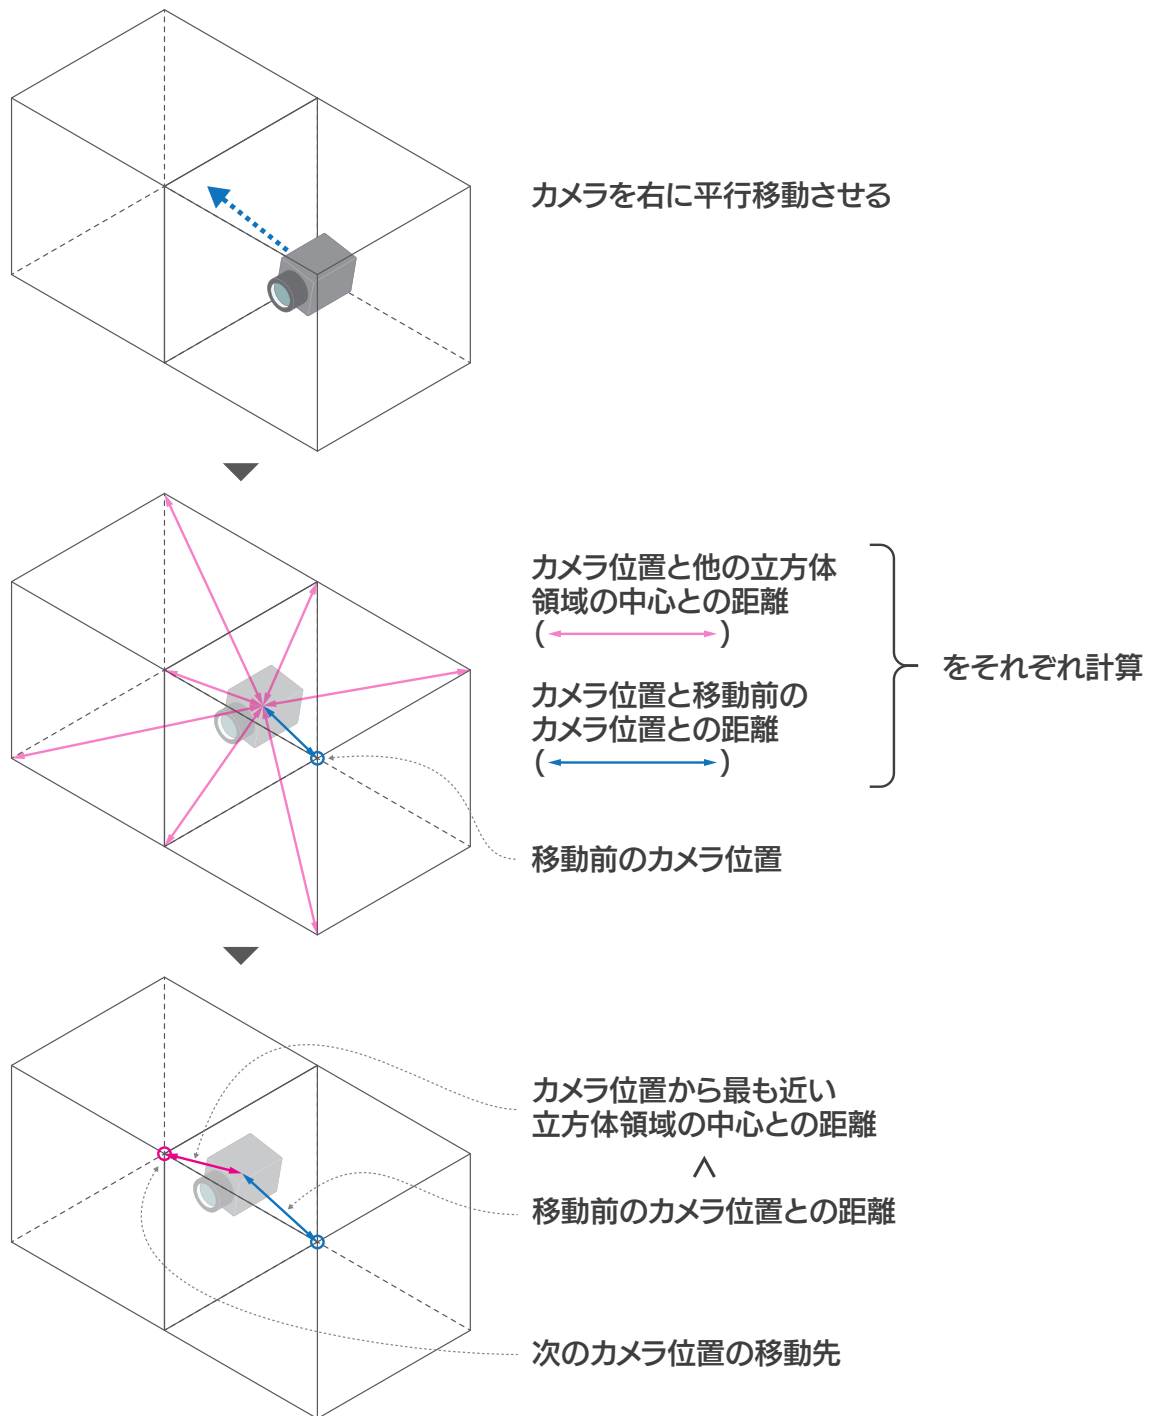 カメラを右に平行移動させる
カメラ位置と他の立方体
領域の中心との距離
( )
カメラ位置と移動前の
カメラ位置との距離
( )
をそれぞれ計算
移動前のカメラ位置
カメラ位置から最も近い
立方体領域の中心との距離
∧
移動前のカメラ位置との距離
次のカメラ位置の移動先